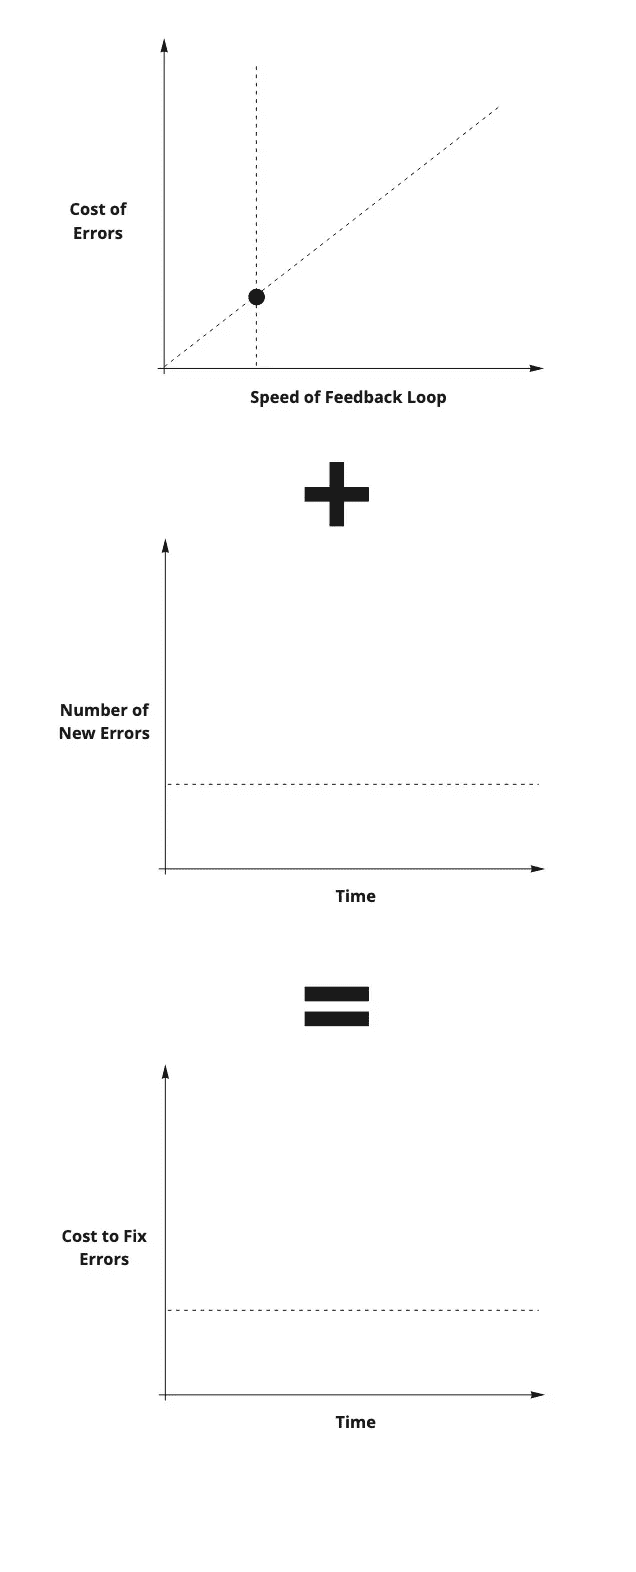 Cost of
Errors
Speed of Feedback Loop
+
Number of
New Errors
Time
=
Cost to Fix
Errors
Time